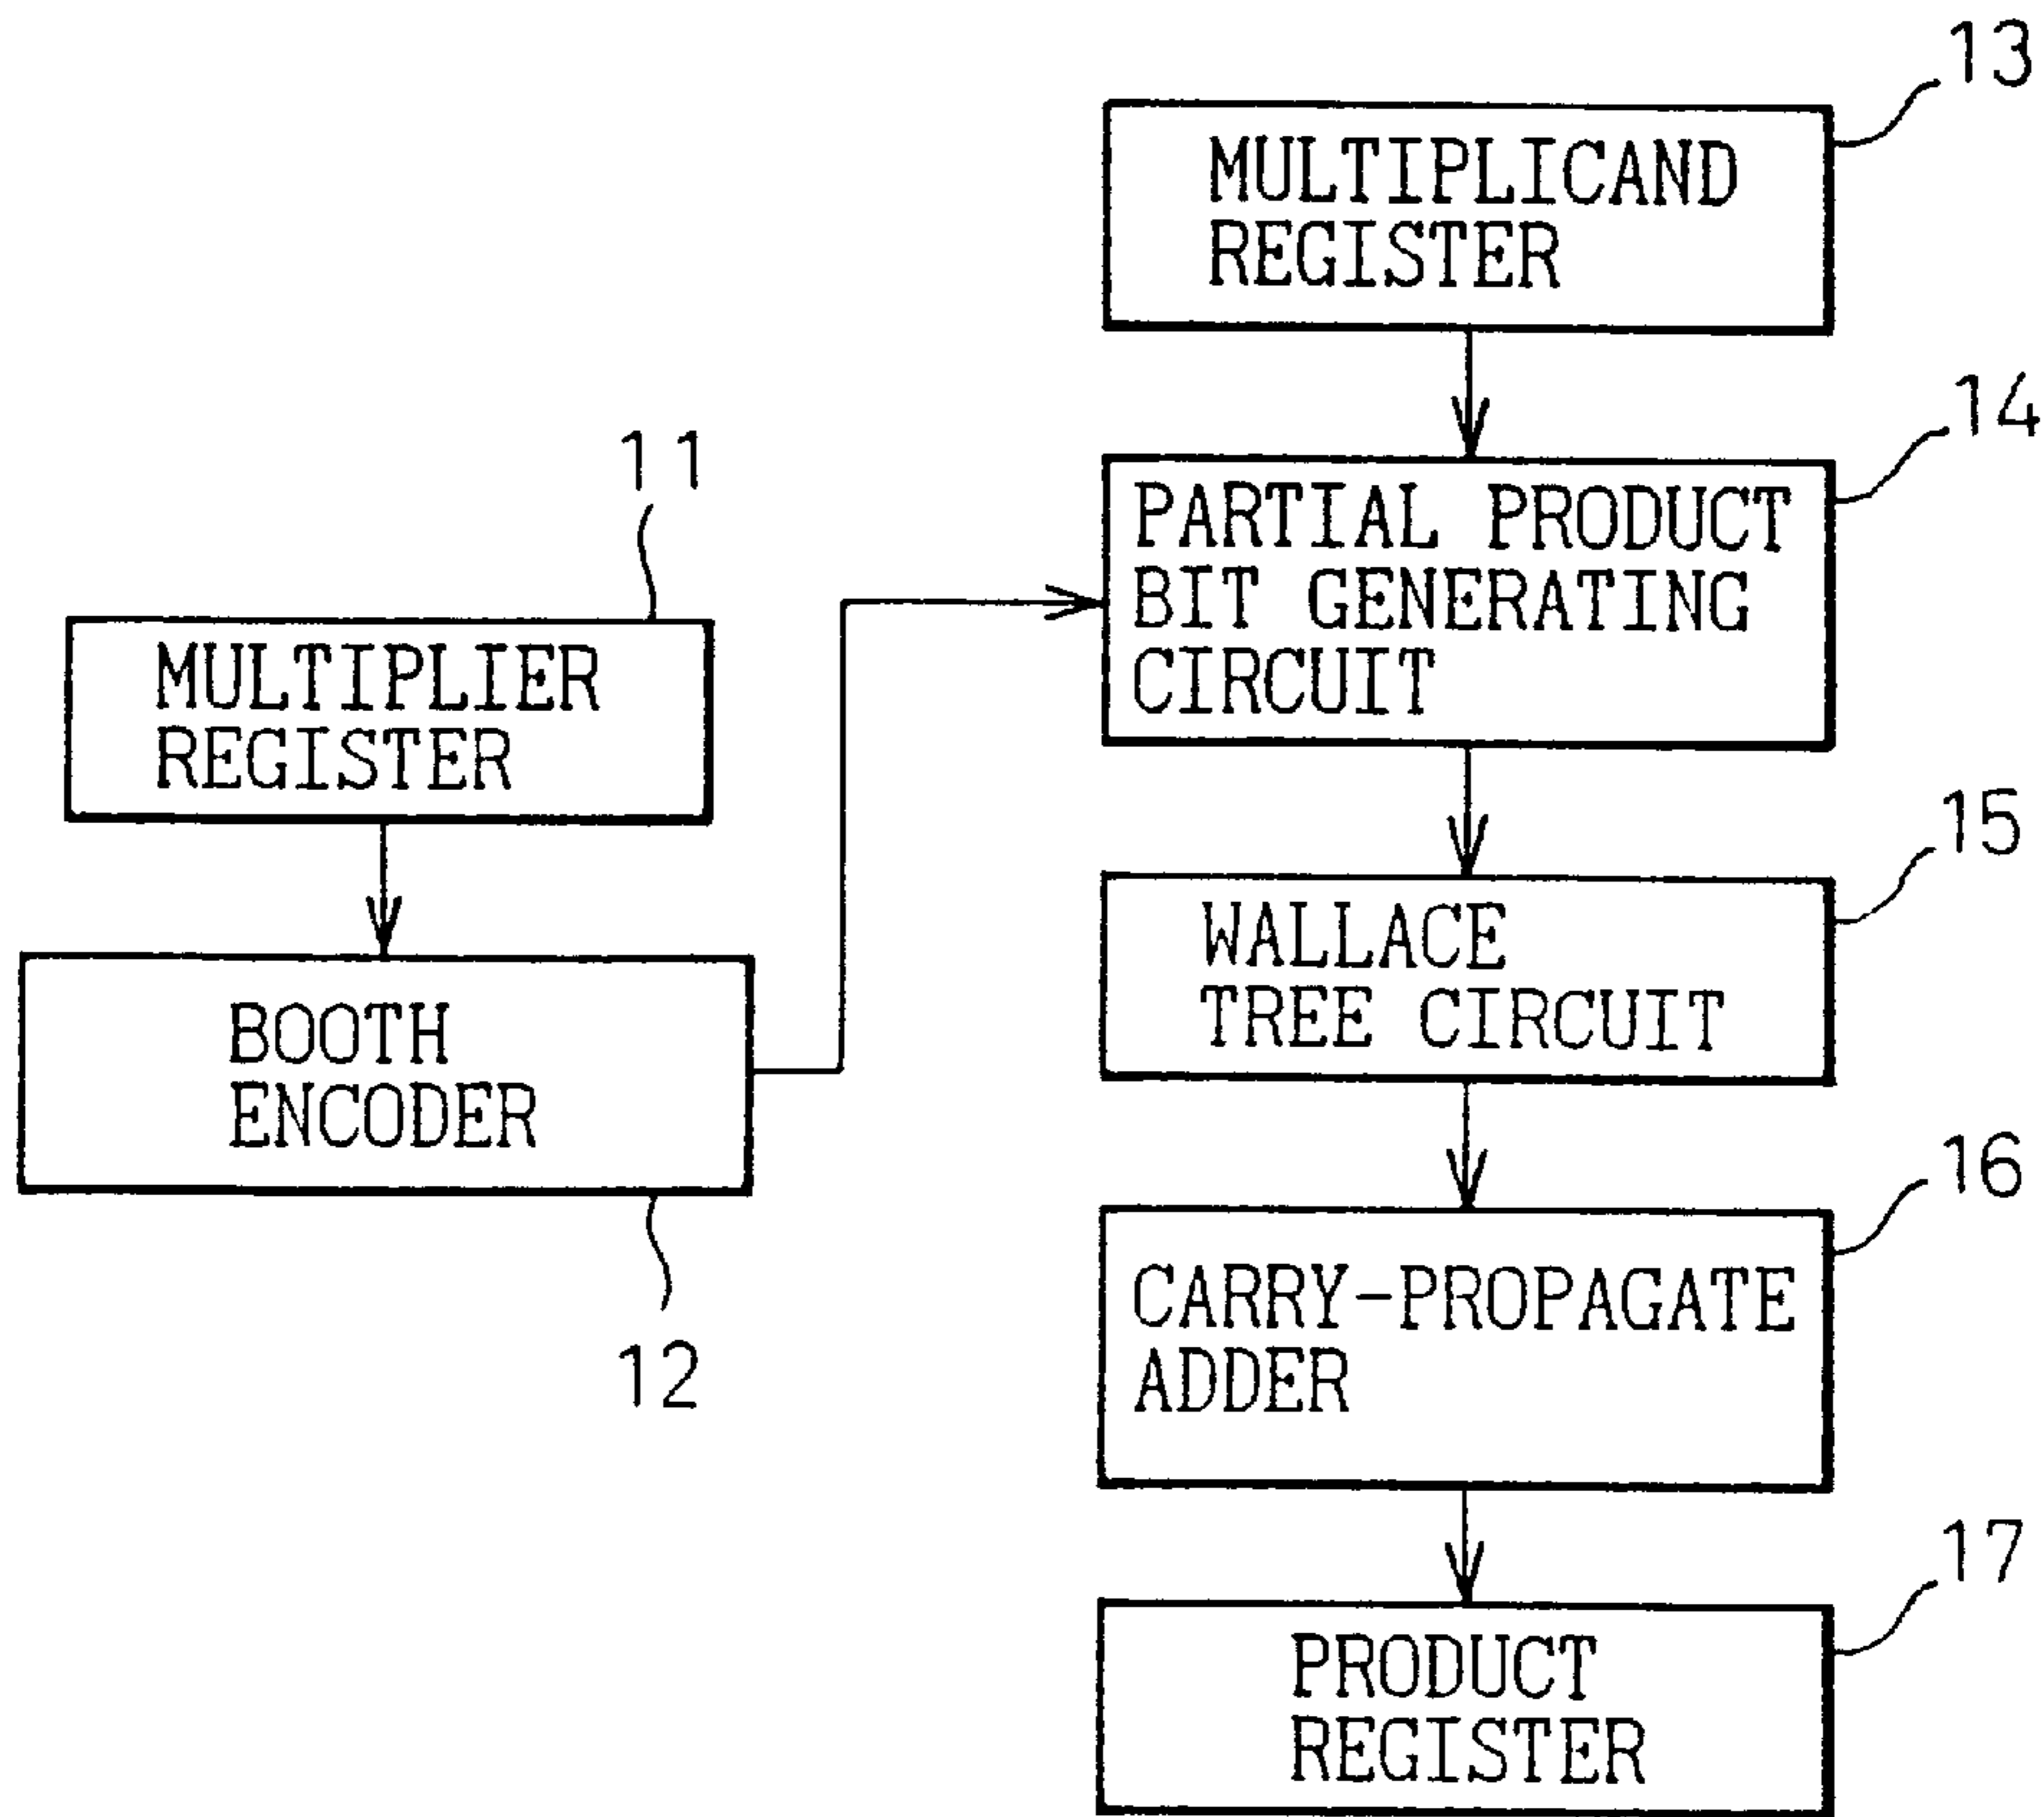 13
MULTIPLICAND
REGISTER
14
PARTIAL PRODUCT
BIT GENERATING
CIRCUIT
11
MULTIPLIER
REGISTER
15
WALLACE
TREE CIRCUIT
BOOTH
ENCODER
12
16
CARRY-PROPAGATE
ADDER
17
PRODUCT
REGISTER